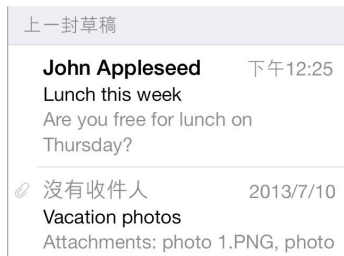 上一封草稿
John Appleseed 下午12:25
Lunch this week
Are you free for lunch on
Thursday?
沒有收件人 2013/7/10
Vacation photos
Attachments: photo 1.PNG, photo